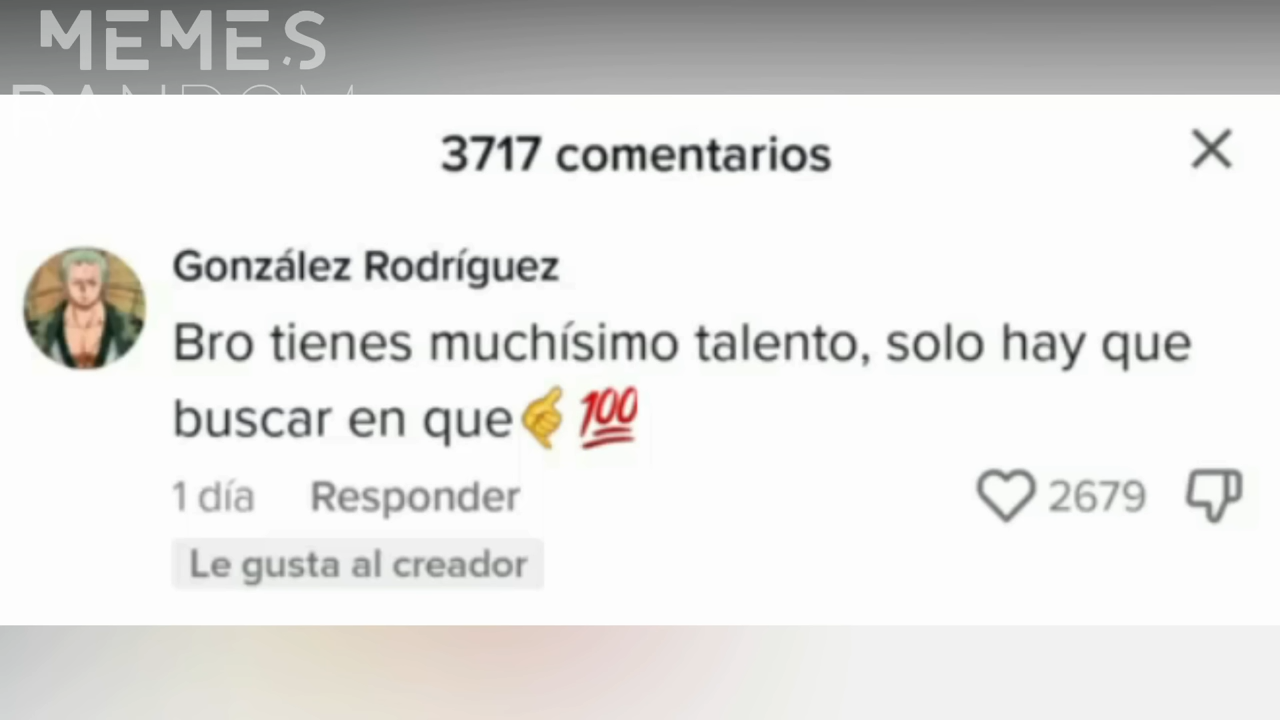 MEMES
RANDOM
3717 comentarios
González Rodríguez
Bro tienes muchísimo talento, solo hay que
buscar en que🤙💯
1 día Responder 2679
Le gusta al creador